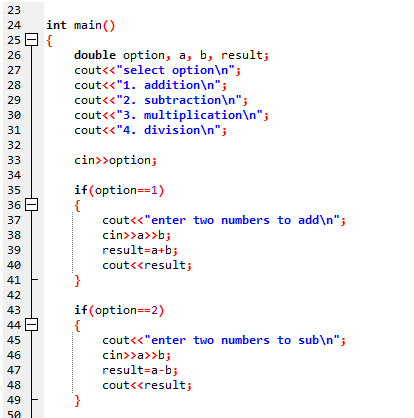 23
24 int main()
25 {
26 double option, a, b, result;
27 cout<<"select option\n";
28 cout<<"1. addition\n";
29 cout<<"2. subtraction\n";
30 cout<<"3. multiplication\n";
31 cout<<"4. division\n";
32
33 cin>>option;
34
35 if(option==1)
36 {
37 cout<<"enter two numbers to add\n";
38 cin>>a>>b;
39 result=a+b;
40 cout<<result;
41 }
42
43 if(option==2)
44 {
45 cout<<"enter two numbers to sub\n";
46 cin>>a>>b;
47 result=a-b;
48 cout<<result;
49 }
50